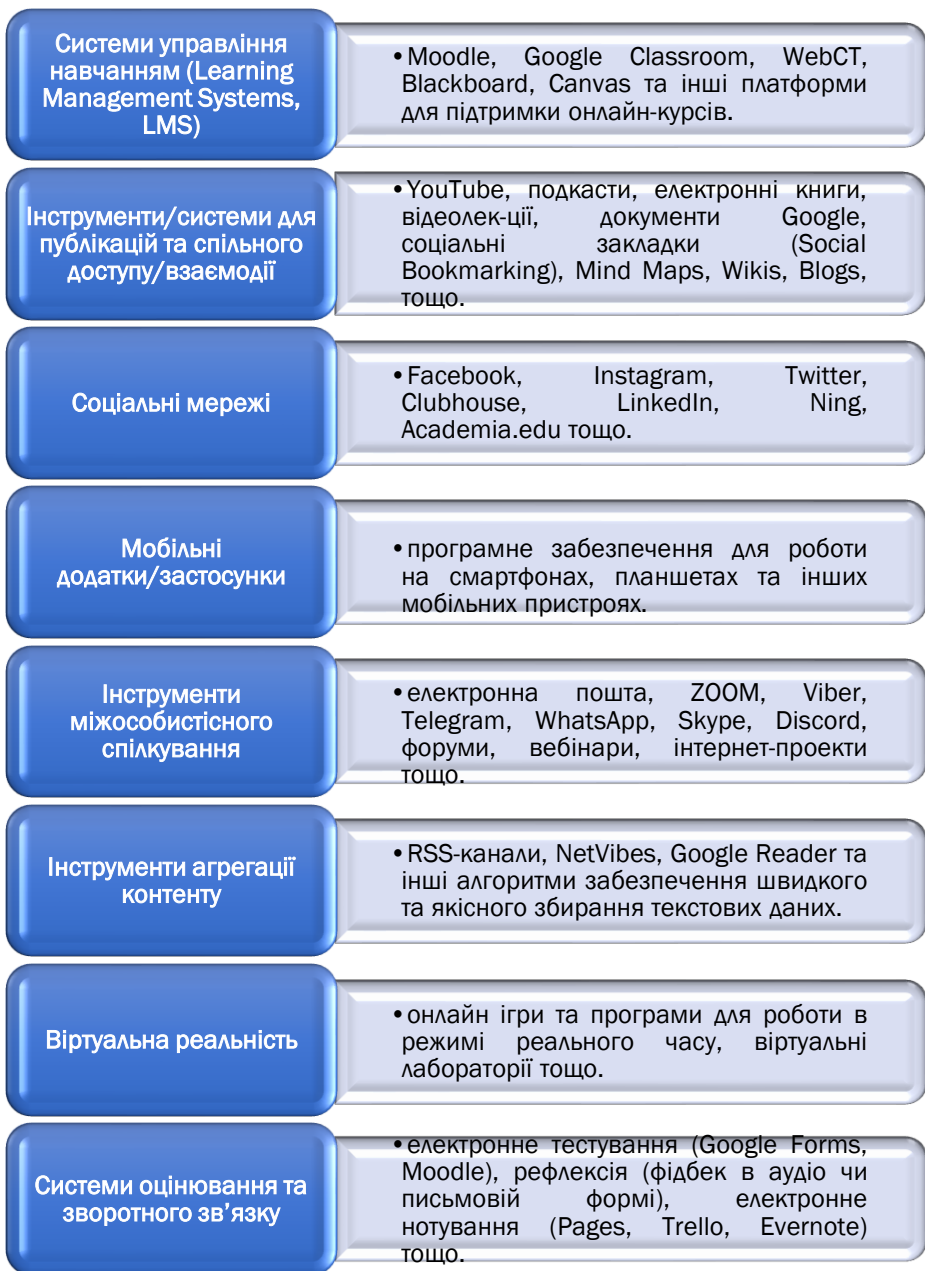 Системи управління
навчанням (Learning
Management Systems,
LMS)
•Moodle, Google Classroom, WebCT,
Blackboard, Canvas та інші платформи
для підтримки онлайн-курсів.
Інструменти/системи для
публікацій та спільного
доступу/взаємодії
•YouTube, подкасти, електронні книги,
відеолек-ції, документи Google,
соціальні закладки (Social
Bookmarking), Mind Maps, Wikis, Blogs,
тощо.
Соціальні мережі
•Facebook, Instagram, Twitter,
Clubhouse, LinkedIn, Ning,
Academia.edu тощо.
Мобільні
додатки/застосунки
•програмне забезпечення для роботи
на смартфонах, планшетах та інших
мобільних пристроях.
Інструменти
міжособистісного
спілкування
•електронна пошта, ZOOM, Viber,
Telegram, WhatsApp, Skype, Discord,
форуми, вебінари, інтернет-проекти
тощо.
Інструменти агрегації
контенту
•RSS-канали, NetVibes, Google Reader та
інші алгоритми забезпечення швидкого
та якісного збирання текстових даних.
Віртуальна реальність
•онлайн ігри та програми для роботи в
режимі реального часу, віртуальні
лабораторії тощо.
Системи оцінювання та
зворотного зв’язку
•електронне тестування (Google Forms,
Moodle), рефлексія (фідбек в аудіо чи
письмовій формі), електронне
нотування (Pages, Trello, Evernote)
тощо.